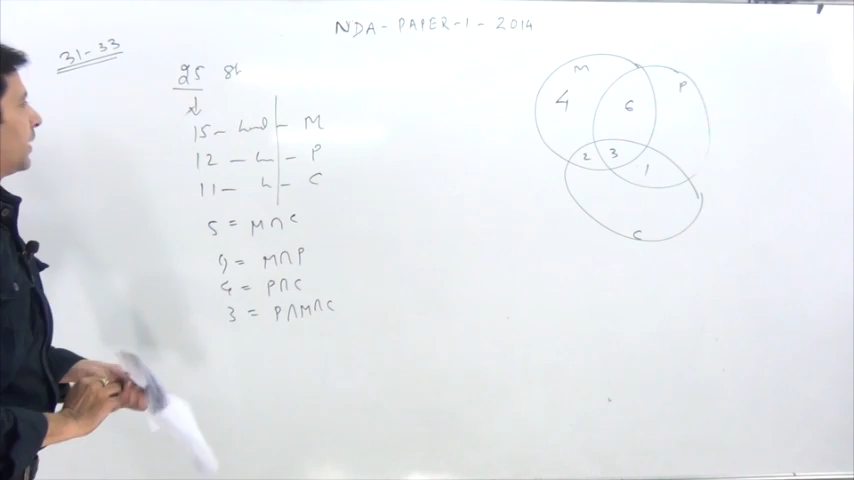 NDA - PAPER - 1 - 2014
31-33
25 St
15 - - M
12 - - P
11 - - C
5 = M∩C
9 = M∩P
4 = P∩C
3 = P∩M∩C
M
P
4
6
2
3
1
C